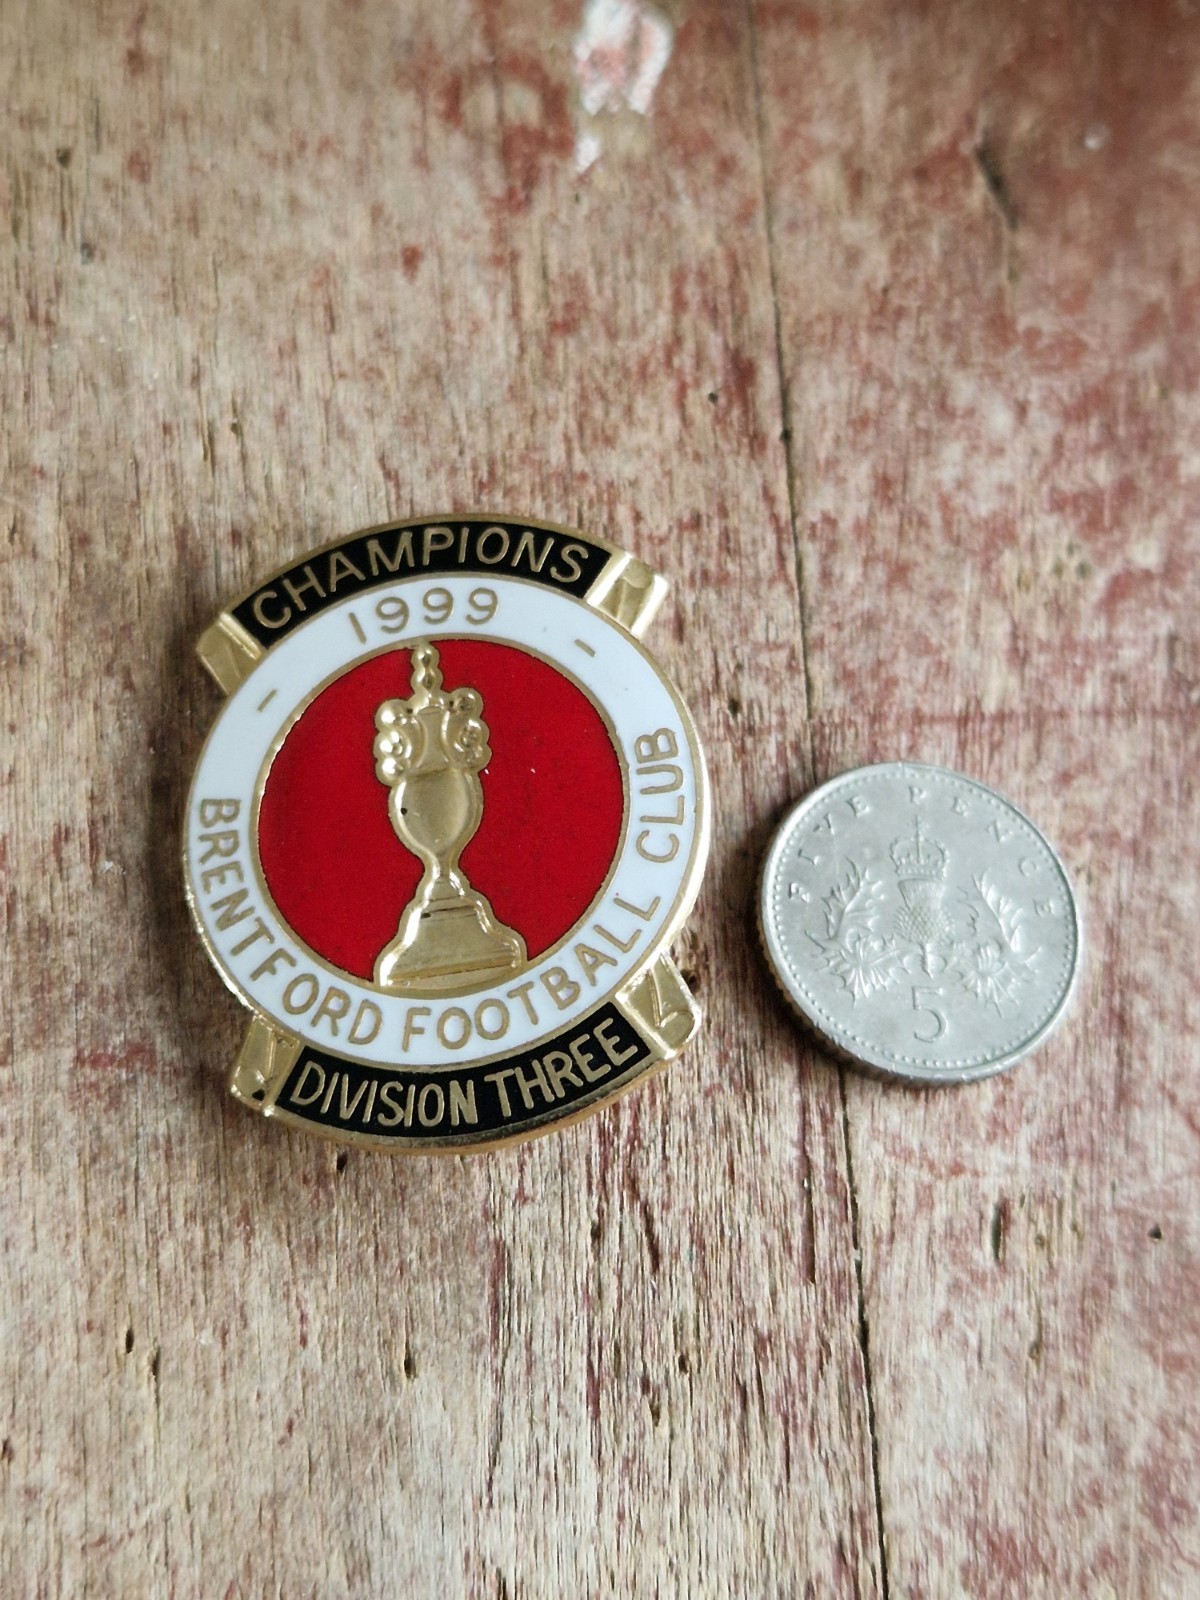 CHAMPIONS
1999
BRENTFORD FOOTBALL CLUB
DIVISION THREE
FIVE PENCE
5